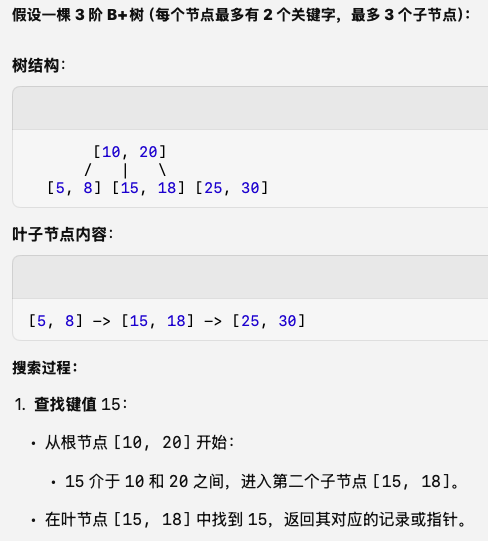 假设一棵 3 阶 B+树（每个节点最多有 2 个关键字，最多 3 个子节点）：
树结构：
[10, 20]
/ | \
[5, 8] [15, 18] [25, 30]
叶子节点内容：
[5, 8] —> [15, 18] —> [25, 30]
搜索过程：
1. 查找键值 15：
• 从根节点 [10, 20] 开始：
• 15 介于 10 和 20 之间，进入第二个子节点 [15, 18]。
• 在叶节点 [15, 18] 中找到 15，返回其对应的记录或指针。